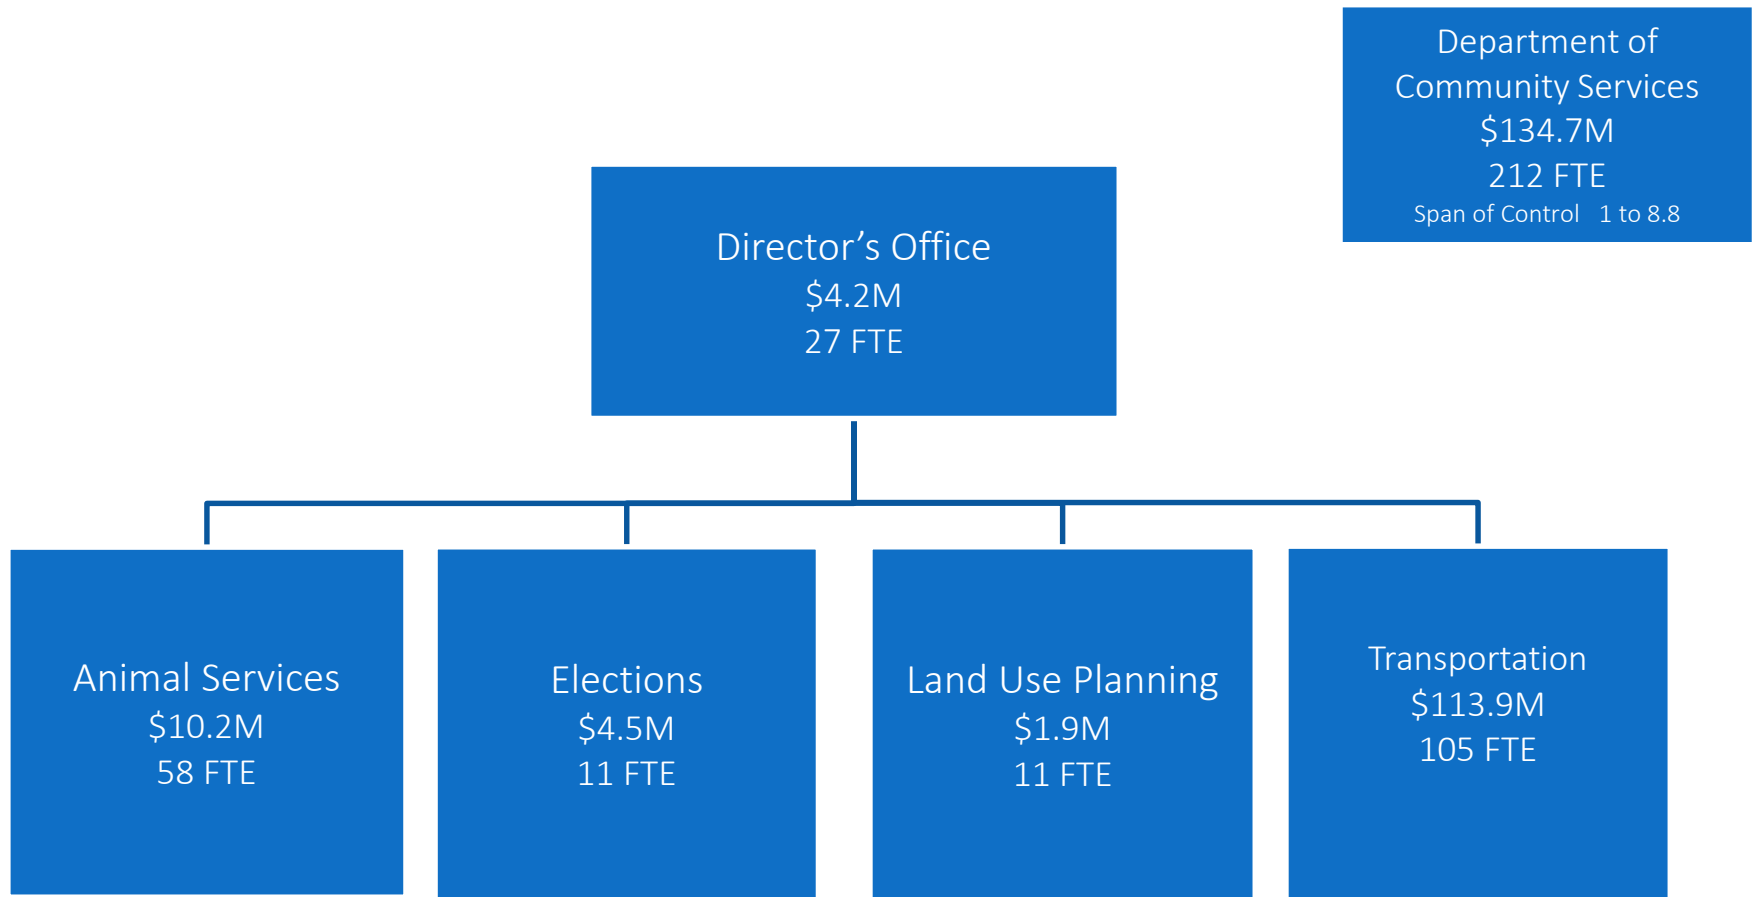 Department of
Community Services
$134.7M
212 FTE
Span of Control 1 to 8.8
Director’s Office
$4.2M
27 FTE
Animal Services
$10.2M
58 FTE
Elections
$4.5M
11 FTE
Land Use Planning
$1.9M
11 FTE
Transportation
$113.9M
105 FTE